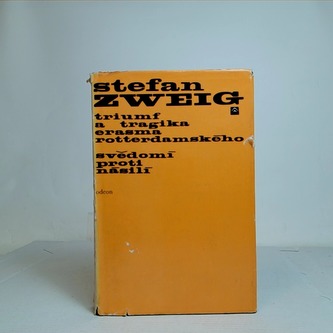 stefan
ZWEIG
triumf
a tragika
erasma
rotterdamského
svědomí
proti
násilí
odeon